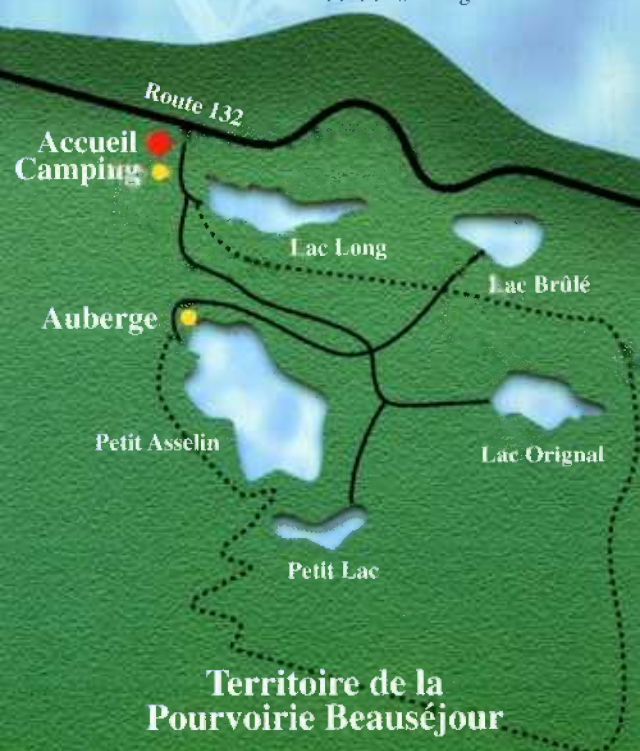 Route 132
Accueil
Camping
Lac Long
Lac Brûlé
Auberge
Petit Asselin
Lac Orignal
Petit Lac
Territoire de la
Pourvoirie Beauséjour